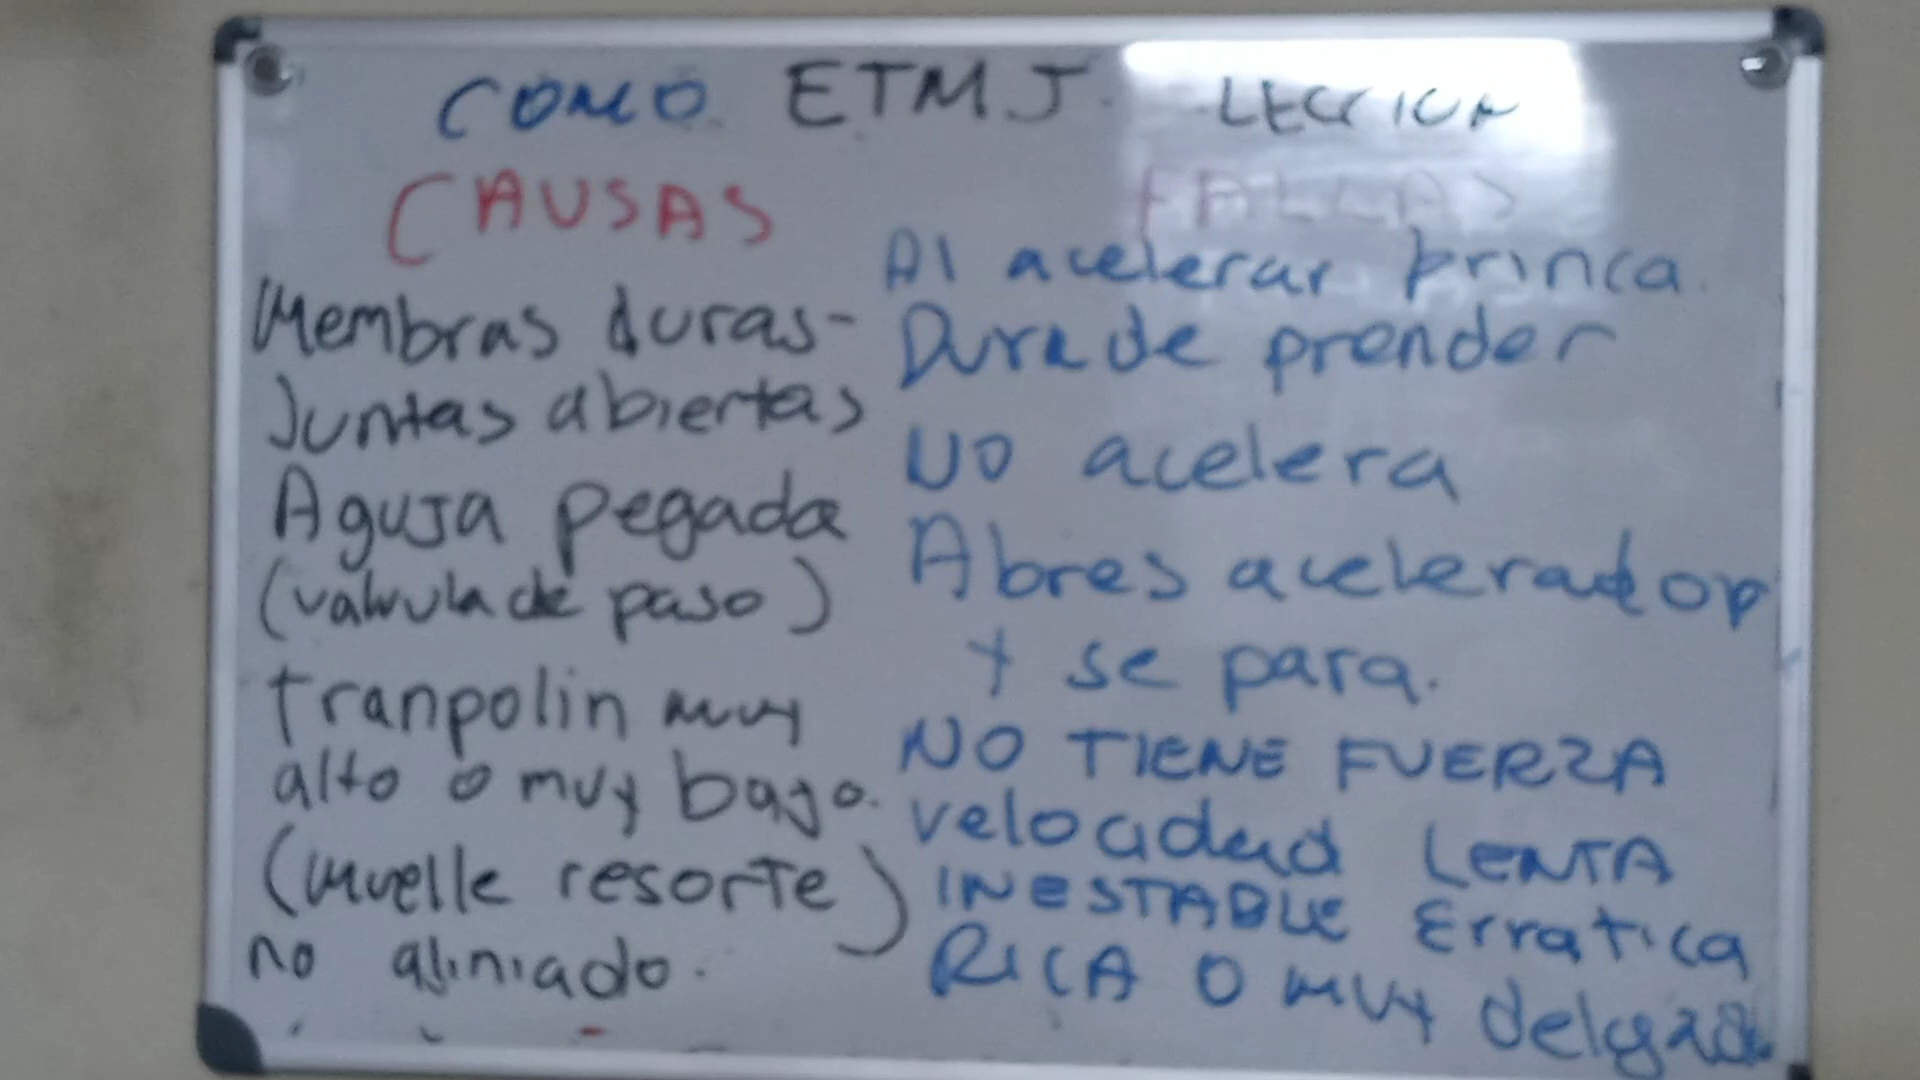 COMO ETMJ. LECCION
CAUSAS
Membras duras-
Juntas abiertas
Aguja pegada
(valvula de paso)
tranpolin muy
alto o muy bajo.
(muelle resorte)
no aliniado.
FALLAS
Al acelerar brinca.
Dura de prender
NO acelera
Abres acelerador
y se para.
NO TIENE FUERZA
velocidad LENTA
INESTABLE Erratica
RICA O muy delgada